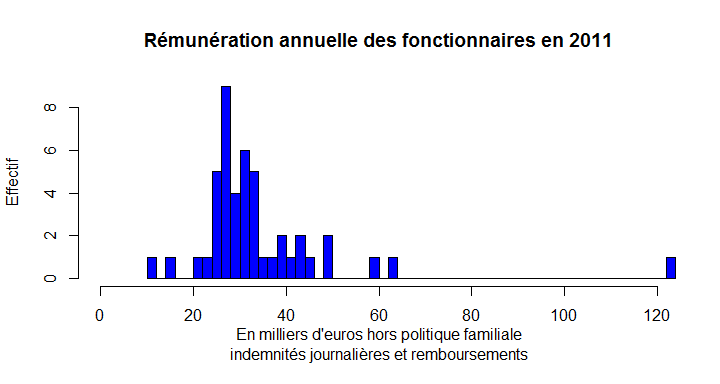 Rémunération annuelle des fonctionnaires en 2011
Effectif
8
6
4
2
0
0 20 40 60 80 100 120
En milliers d'euros hors politique familiale
indemnités journalières et remboursements